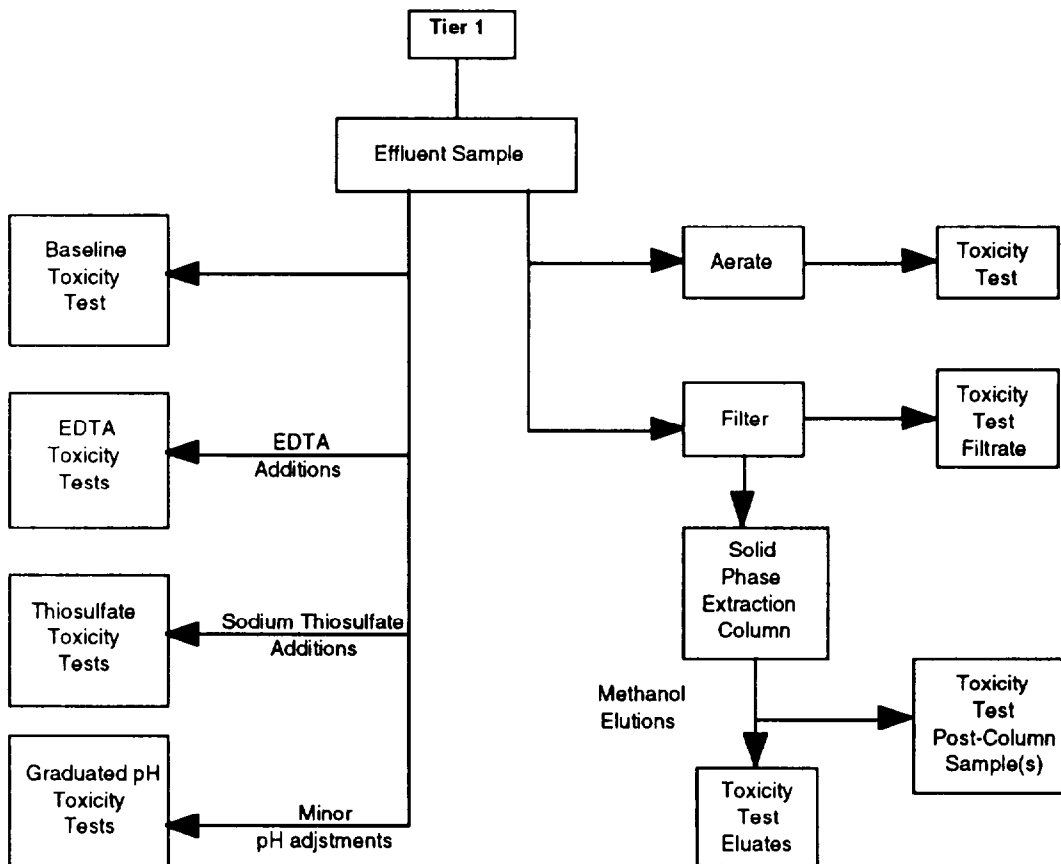 Tier 1
Effluent Sample
Baseline
Toxicity
Test
Aerate
Toxicity
Test
EDTA
Toxicity
Tests
EDTA
Additions
Filter
Toxicity
Test
Filtrate
Solid
Phase
Extraction
Column
Thiosulfate
Toxicity
Tests
Sodium Thiosulfate
Additions
Methanol
Elutions
Toxicity
Test
Post-Column
Sample(s)
Graduated pH
Toxicity
Tests
Minor
pH adjstments
Toxicity
Test
Eluates